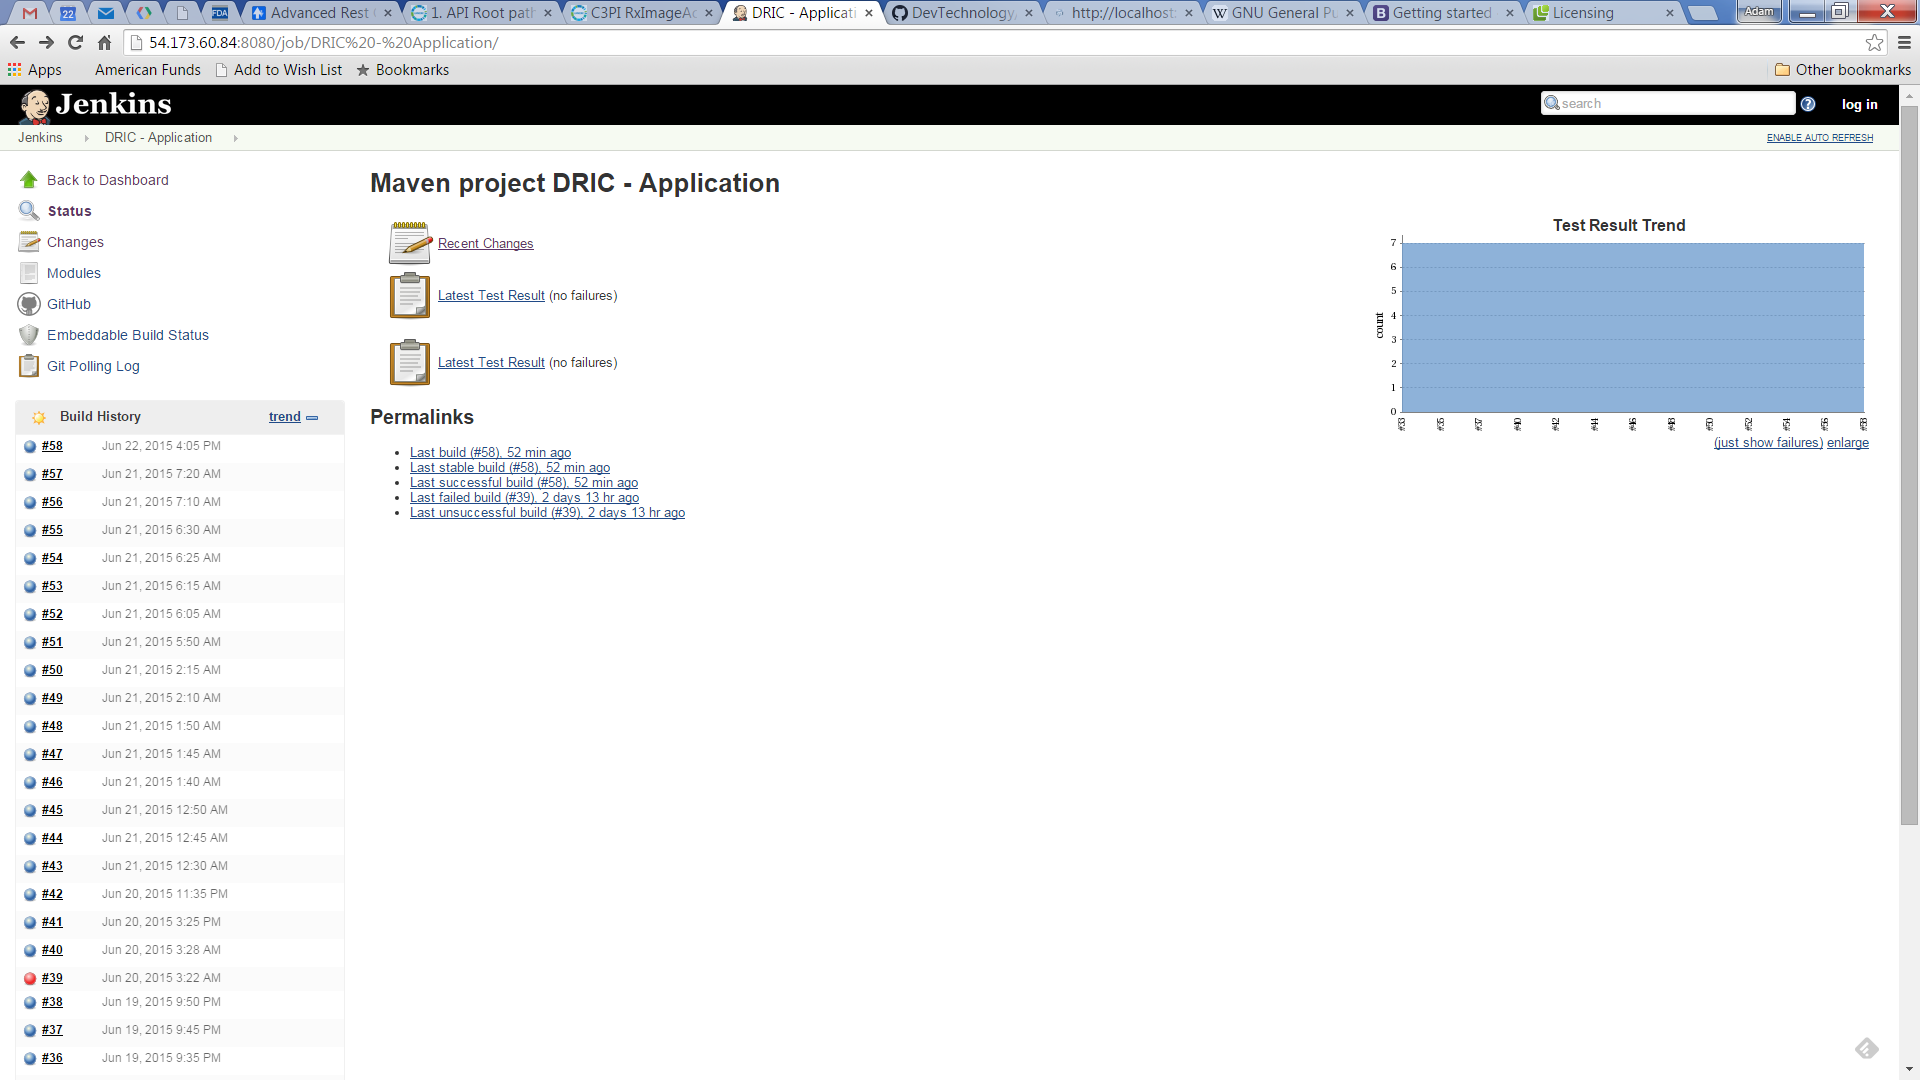 22
FDA
Advanced Rest C
1. API Root path
C3PI RxImageAc
DRIC - Applicati
DevTechnology
http://localhost:
GNU General Pu
Getting started
Licensing
Adam
54.173.60.84:8080/job/DRIC%20-%20Application/
Apps
American Funds
Add to Wish List
Bookmarks
Other bookmarks
Jenkins
search
log in
Jenkins
DRIC - Application
ENABLE AUTO REFRESH
Back to Dashboard
Status
Changes
Modules
GitHub
Embeddable Build Status
Git Polling Log
Build History
trend
#58 Jun 22, 2015 4:05 PM
#57 Jun 21, 2015 7:20 AM
#56 Jun 21, 2015 7:10 AM
#55 Jun 21, 2015 6:30 AM
#54 Jun 21, 2015 6:25 AM
#53 Jun 21, 2015 6:15 AM
#52 Jun 21, 2015 6:05 AM
#51 Jun 21, 2015 5:50 AM
#50 Jun 21, 2015 2:15 AM
#49 Jun 21, 2015 2:10 AM
#48 Jun 21, 2015 1:50 AM
#47 Jun 21, 2015 1:45 AM
#46 Jun 21, 2015 1:40 AM
#45 Jun 21, 2015 12:50 AM
#44 Jun 21, 2015 12:45 AM
#43 Jun 21, 2015 12:30 AM
#42 Jun 20, 2015 11:35 PM
#41 Jun 20, 2015 3:25 PM
#40 Jun 20, 2015 3:28 AM
#39 Jun 20, 2015 3:22 AM
#38 Jun 19, 2015 9:50 PM
#37 Jun 19, 2015 9:45 PM
#36 Jun 19, 2015 9:35 PM
Maven project DRIC - Application
Recent Changes
Latest Test Result (no failures)
Latest Test Result (no failures)
Permalinks
Last build (#58), 52 min ago
Last stable build (#58), 52 min ago
Last successful build (#58), 52 min ago
Last failed build (#39), 2 days 13 hr ago
Last unsuccessful build (#39), 2 days 13 hr ago
Test Result Trend
7
6
5
4
3
2
1
0
count
#33
#35
#37
#40
#42
#44
#46
#48
#50
#52
#54
#56
#58
(just show failures) enlarge